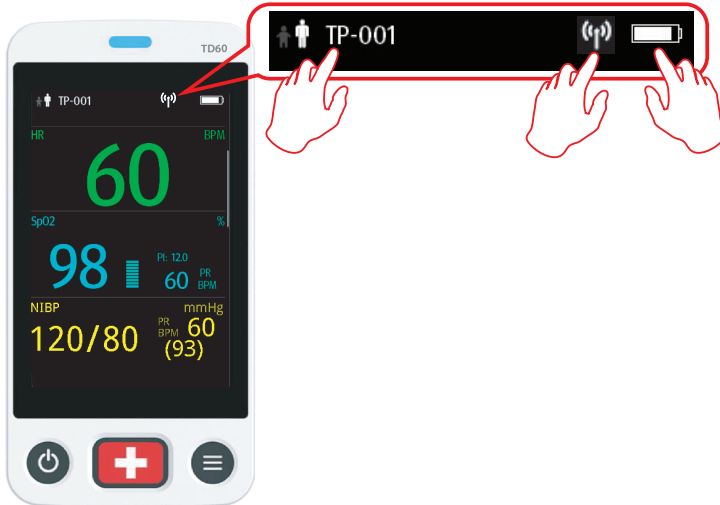 TD60
TP-001
TP-001
HR BPM
60
SpO2 %
98 PI: 12.0
60 PR BPM
NIBP mmHg
120/80 PR BPM 60
(93)